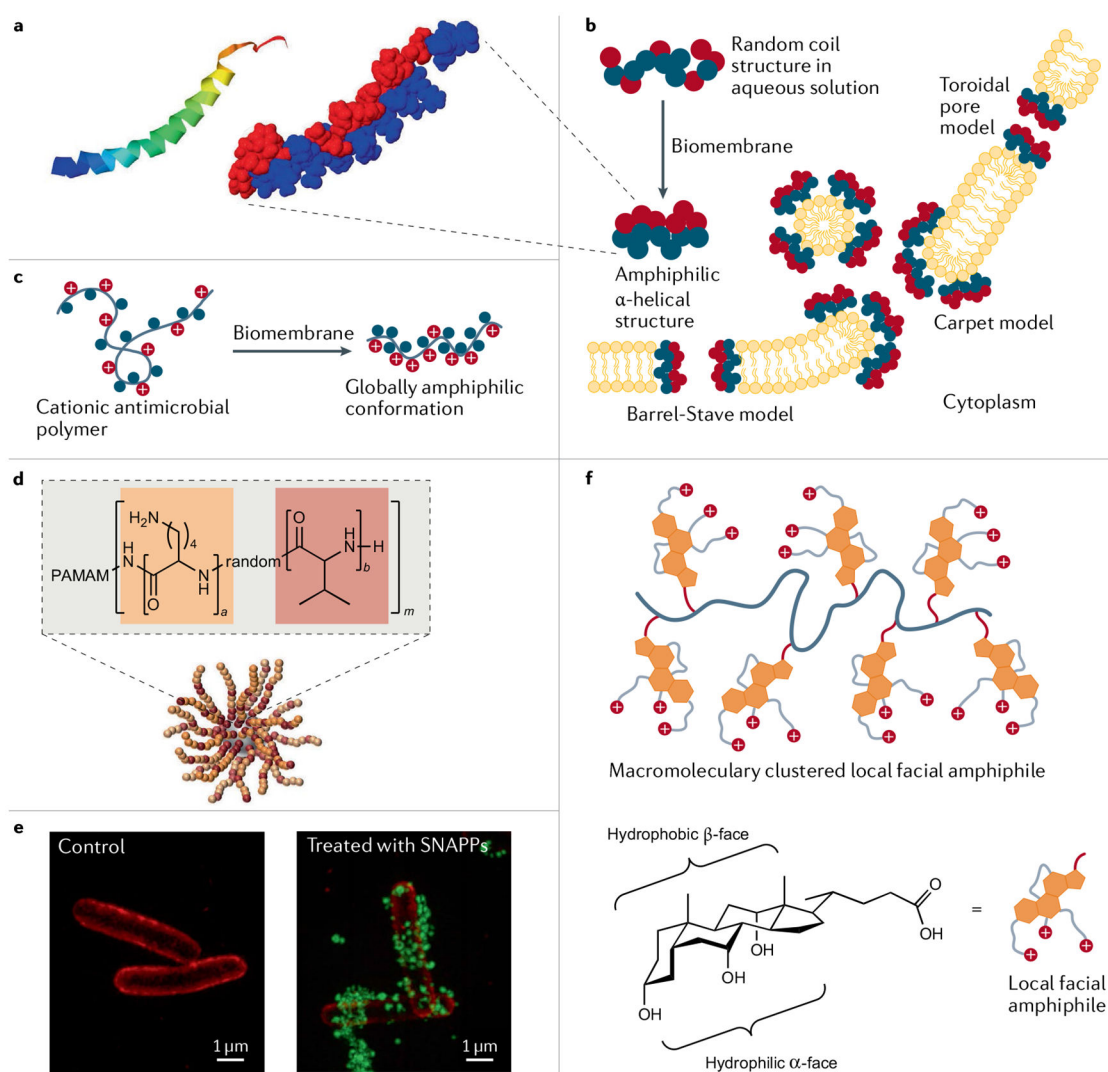 a
b
Random coil
structure in
aqueous solution
Toroidal
pore
model
Biomembrane
Amphiphilic
α-helical
structure
Carpet model
Barrel-Stave model
Cytoplasm
c
+ + + + + +
Biomembrane
+ + + + + +
Cationic antimicrobial
polymer
Globally amphiphilic
conformation
d
H2N
4
O
H
N
PAMAM
N
H
O
a
random
N
H
H
b
m
e
Control
1 µm
Treated with SNAPPs
1 µm
f
+ + + + + + + + +
+ + + + + + + + + + + +
Macromoleculary clustered local facial amphiphile
Hydrophobic β-face
O
OH
OH
OH
OH
Hydrophilic α-face
=
+ + +
Local facial
amphiphile